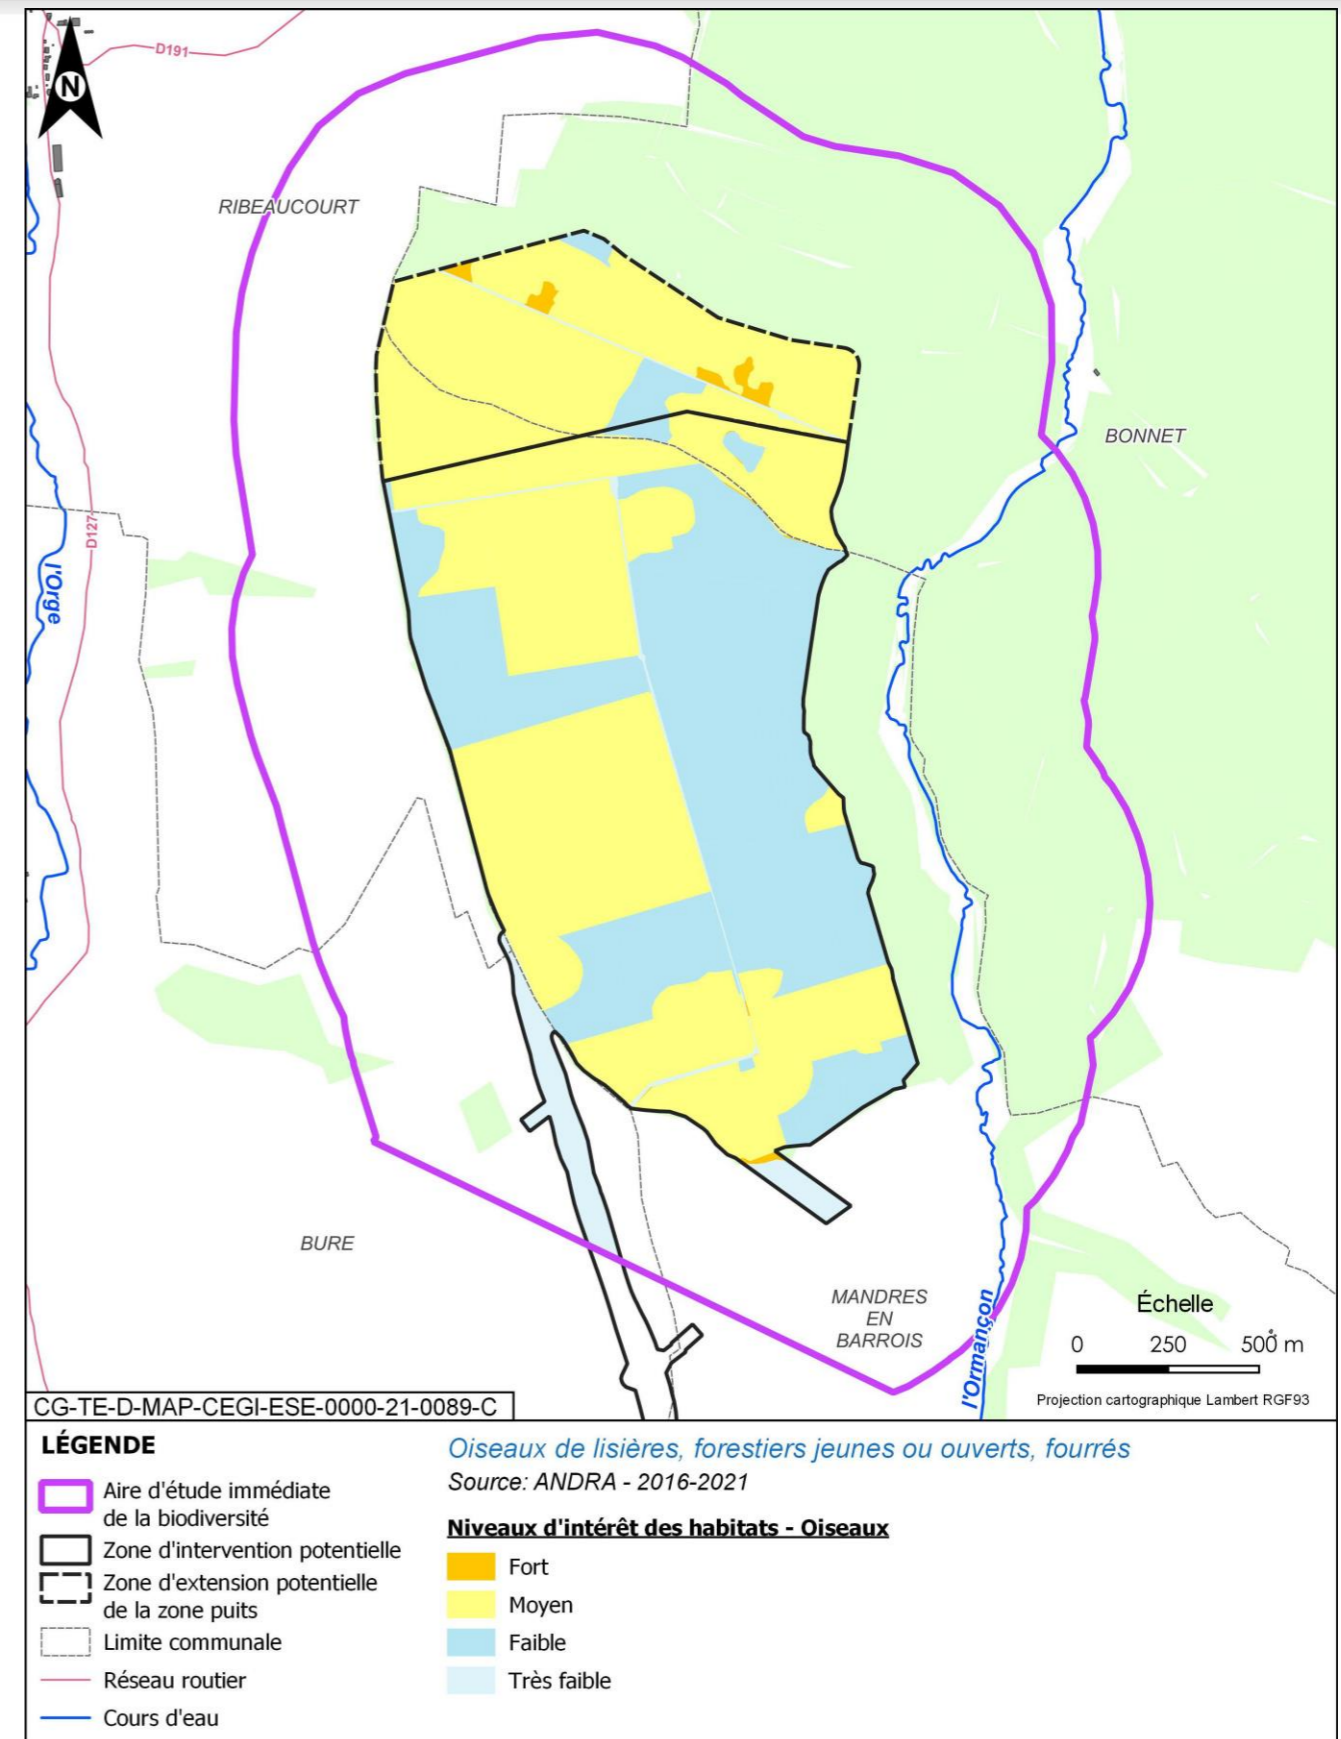 N
D191
RIBEAUCOURT
BONNET
D127
l'Orge
BURE
MANDRES
EN
BARROIS
l'Ormançon
Échelle
0 250 500 m
Projection cartographique Lambert RGF93
CG-TE-D-MAP-CEGI-ESE-0000-21-0089-C
LÉGENDE
Aire d'étude immédiate
de la biodiversité
Zone d'intervention potentielle
Zone d'extension potentielle
de la zone puits
Limite communale
Réseau routier
Cours d'eau
Oiseaux de lisières, forestiers jeunes ou ouverts, fourrés
Source: ANDRA - 2016-2021
Niveaux d'intérêt des habitats - Oiseaux
Fort
Moyen
Faible
Très faible